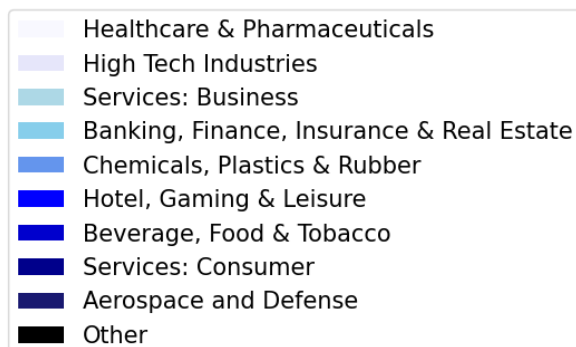 Healthcare & Pharmaceuticals
High Tech Industries
Services: Business
Banking, Finance, Insurance & Real Estate
Chemicals, Plastics & Rubber
Hotel, Gaming & Leisure
Beverage, Food & Tobacco
Services: Consumer
Aerospace and Defense
Other